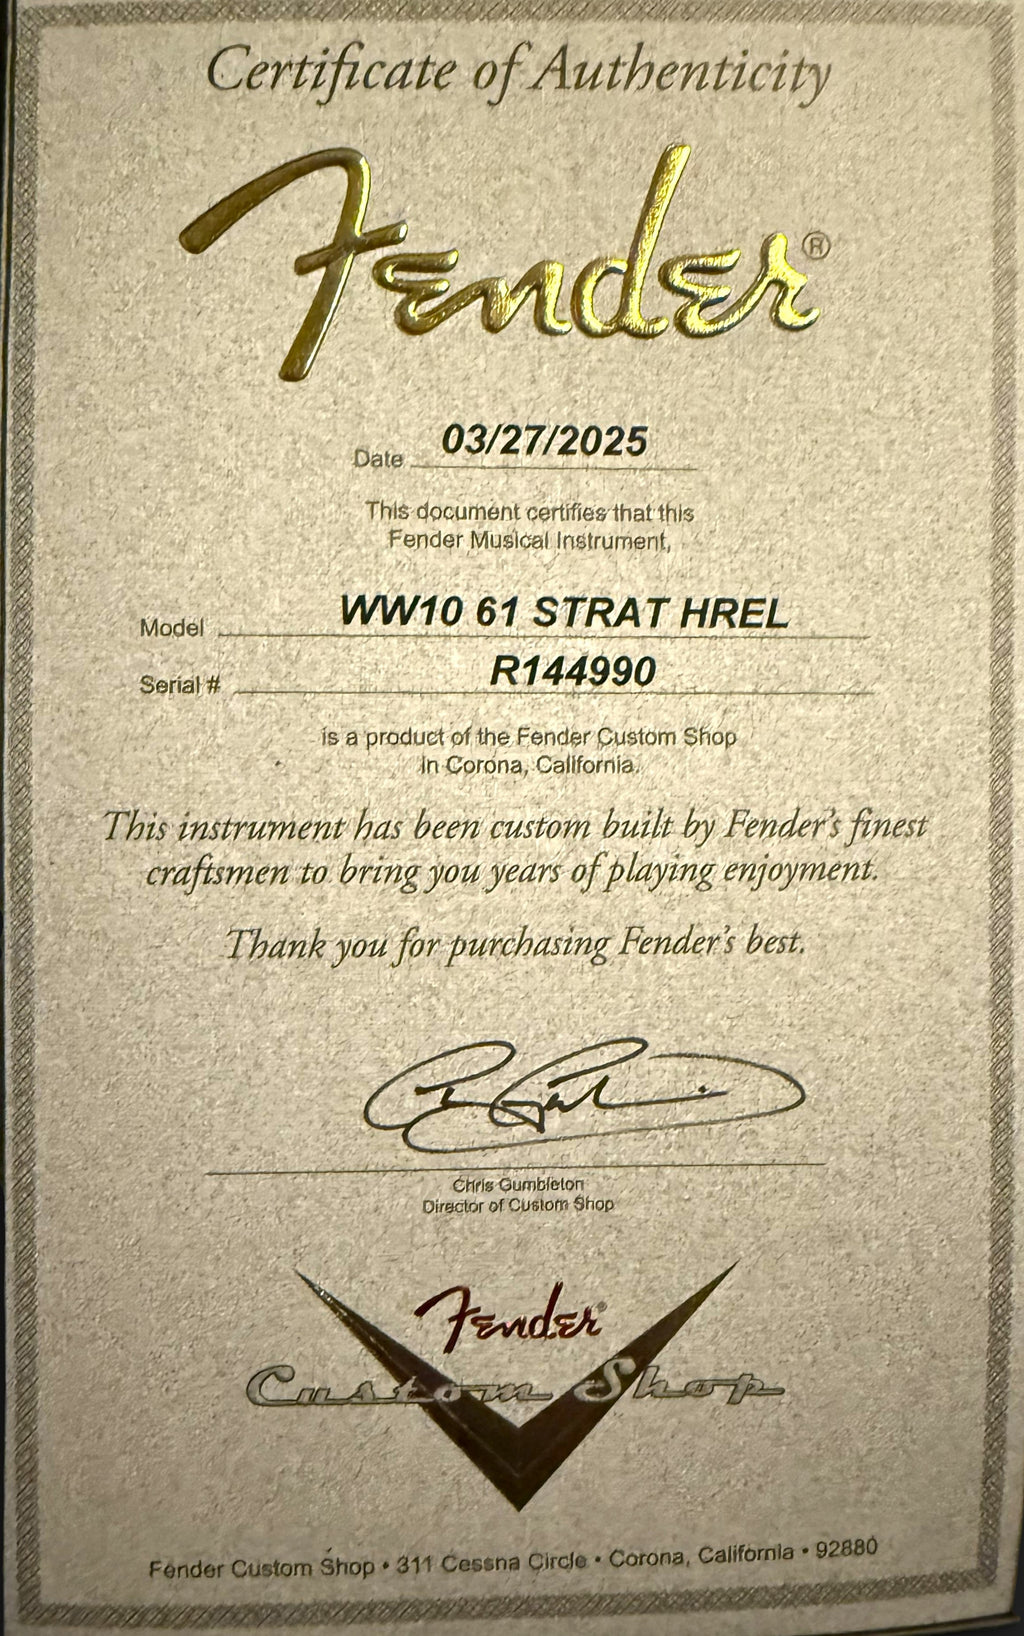 Certificate of Authenticity
Fender®
Date 03/27/2025
This document certifies that this
Fender Musical Instrument,
Model WW10 61 STRAT HREL
Serial # R144990
is a product of the Fender Custom Shop
in Corona, California.
This instrument has been custom built by Fender's finest
craftsmen to bring you years of playing enjoyment.
Thank you for purchasing Fender's best.
Chris Gumbleton
Director of Custom Shop
Fender®
Custom Shop
Fender Custom Shop • 311 Cessna Circle • Corona, California • 92880